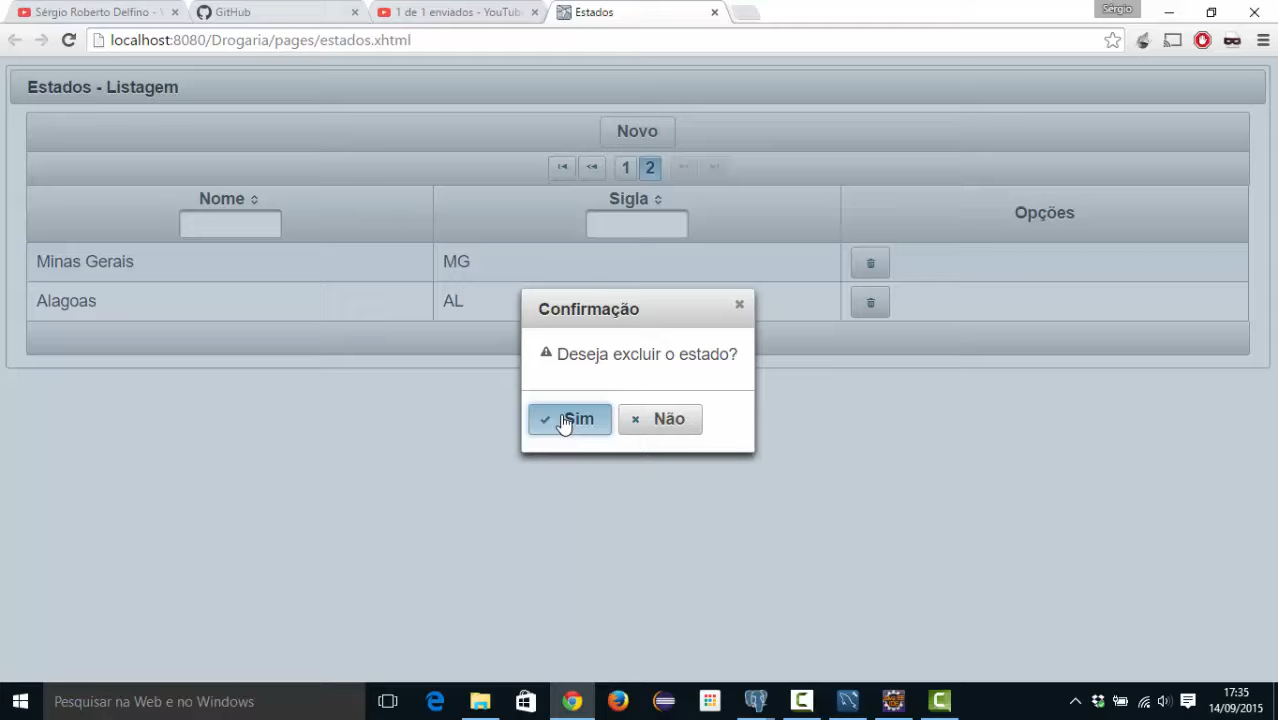 Sérgio Roberto Delfino - \
GitHub
1 de 1 enviados - YouTub
Estados
Sérgio
localhost:8080/Drogaria/pages/estados.xhtml
Estados - Listagem
Novo
1 2
Nome Sigla Opções
Minas Gerais MG
Alagoas AL
Confirmação
Deseja excluir o estado?
Sim Não
Pesquisar na Web e no Windows
17:35
14/09/2015